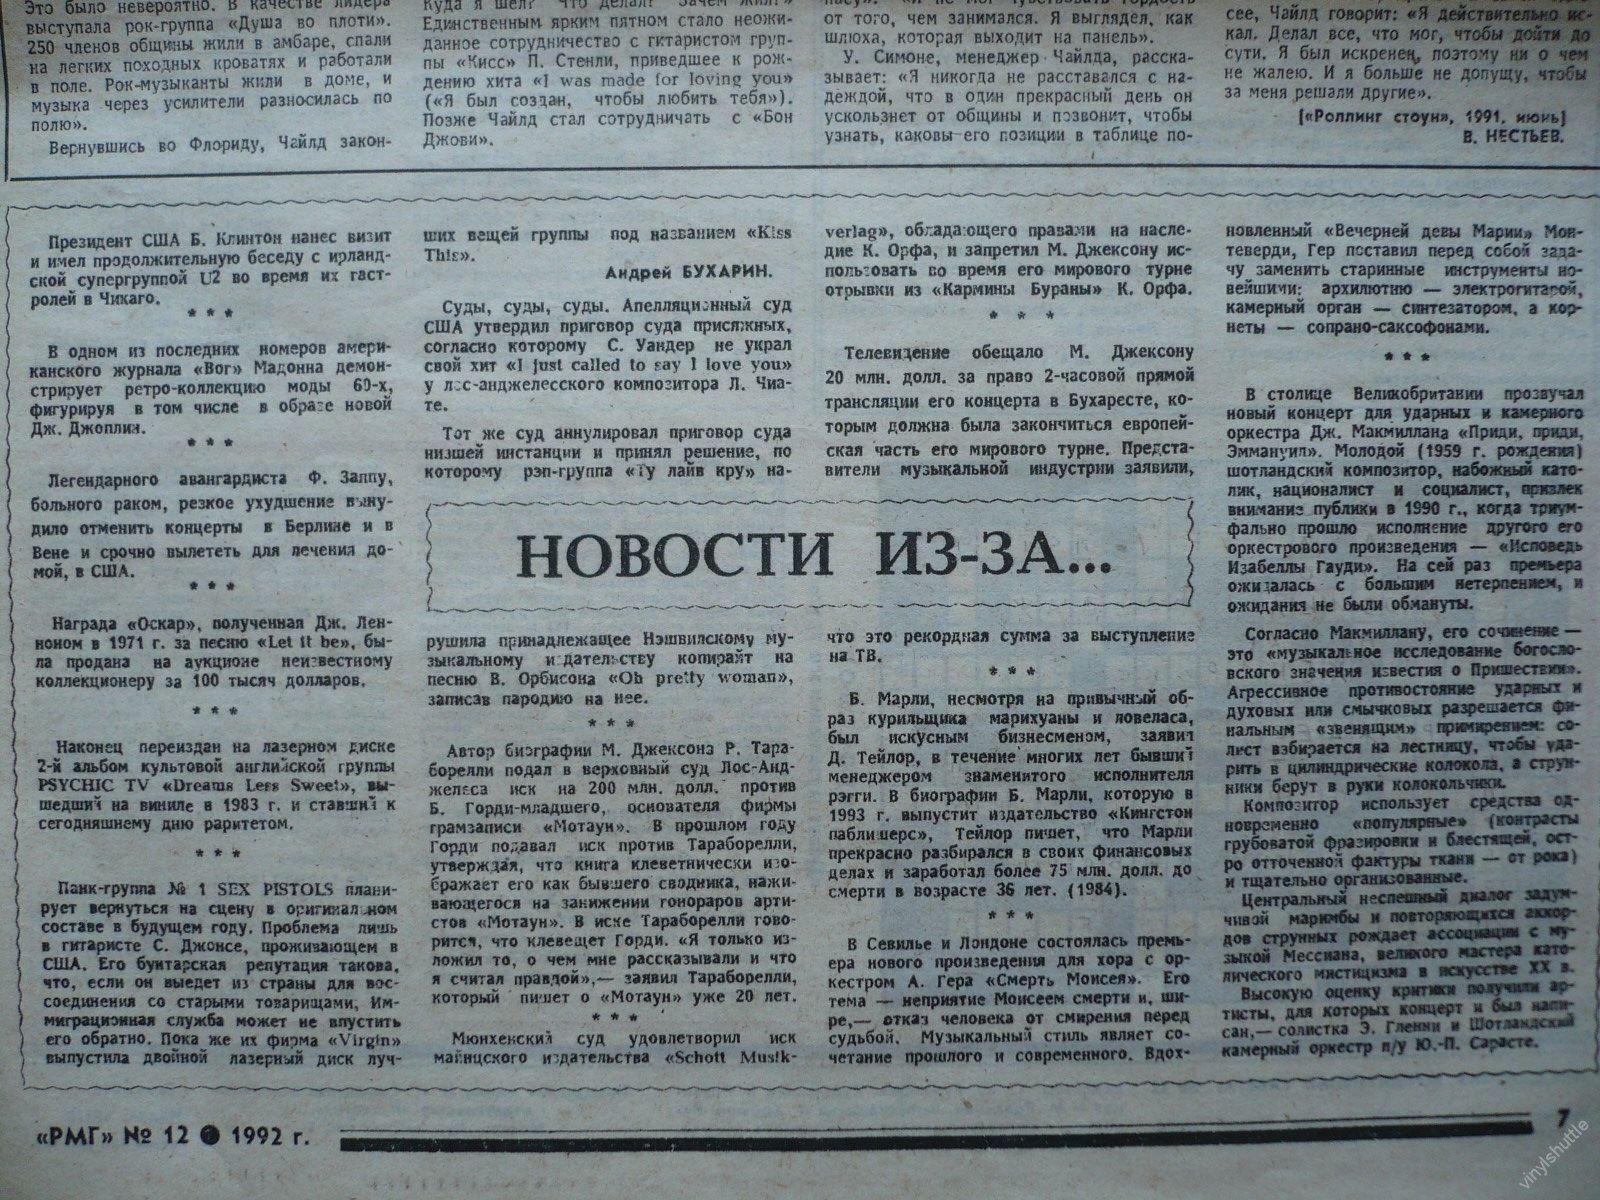 Это было невероятно. В качестве лидера
выступала рок-группа «Душа во плоти».
250 членов общины жили в амбаре, спали
на легких походных кроватях и работали
в поле. Рок-музыканты жили в доме, и
музыка через усилители разносилась по
полю».
Вернувшись во Флориду, Чайлд закон-
Куда я шел? Что делал? Зачем жил?»
Единственным ярким пятном стало неожи-
данное сотрудничество с гитаристом груп-
пы «Кисс» П. Стенли, приведшее к рож-
дению хита «I was made for loving you»
(«Я был создан, чтобы любить тебя»).
Позже Чайлд стал сотрудничать с «Бон
Джови».
от того, чем занимался. Я выглядел, как
шлюха, которая выходит на панель».
У. Симоне, менеджер Чайлда, расска-
зывает: «Я никогда не расставался с на-
деждой, что в один прекрасный день он
ускользнет от общины и позвонит, чтобы
узнать, каковы его позиции в таблице по-
сее, Чайлд говорит: «Я действительно ис-
кал. Делал все, что мог, чтобы дойти до
сути. Я был искренен, поэтому ни о чем
не жалею. И я больше не допущу, чтобы
за меня решали другие».
[«Роллинг стоун», 1991, июнь]
В. НЕСТЬЕВ.
Президент США Б. Клинтон нанес визит
и имел продолжительную беседу с ирланд-
ской супергруппой U2 во время их гаст-
ролей в Чикаго.
* * *
В одном из последних номеров амери-
канского журнала «Вог» Мадонна демон-
стрирует ретро-коллекцию моды 60-х,
фигурируя в том числе в образе новой
Дж. Джоплин.
* * *
Легендарного авангардиста Ф. Заппу,
больного раком, резкое ухудшение выну-
дило отменить концерты в Берлине и в
Вене и срочно вылететь для лечения до-
мой, в США.
* * *
Награда «Оскар», полученная Дж. Лен-
ноном в 1971 г. за песню «Let it be», бы-
ла продана на аукционе неизвестному
коллекционеру за 100 тысяч долларов.
* * *
Наконец переиздан на лазерном диске
2-й альбом культовой английской группы
PSYCHIC TV «Dreams Less Sweet», вы-
шедший на виниле в 1983 г. и ставший к
сегодняшнему дню раритетом.
* * *
Панк-группа № 1 SEX PISTOLS плани-
рует вернуться на сцену в оригинальном
составе в будущем году. Проблема лишь
в гитаристе С. Джонсе, проживающем в
США. Его бунтарская репутация такова,
что, если он выедет из страны для вос-
соединения со старыми товарищами, Им-
миграционная служба может не впустить
его обратно. Пока же их фирма «Virgin»
выпустила двойной лазерный диск луч-
ших вещей группы под названием «Kiss
This».
Андрей БУХАРИН.
Суды, суды, суды. Апелляционный суд
США утвердил приговор суда присяжных,
согласно которому С. Уандер не украл
свой хит «I just called to say I love you»
у лос-анджелесского композитора Л. Чиа-
те.
Тот же суд аннулировал приговор суда
низшей инстанции и принял решение, по
которому рэп-группа «Ту лайв кру» на-
НОВОСТИ ИЗ-ЗА...
рушила принадлежащее Нэшвилскому му-
зыкальному издательству копирайт на
песню В. Орбисона «Oh pretty woman»,
записав пародию на нее.
* * *
Автор биографии М. Джексона Р. Тара-
борелли подал в верховный суд Лос-Анд-
желеса иск на 200 млн. долл. против
Б. Горди-младшего, основателя фирмы
грамзаписи «Мотаун». В прошлом году
Горди подавал иск против Тараборелли,
утверждая, что книга клеветнически изо-
бражает его как бывшего сводника, нажи-
вающегося на занижении гонораров арти-
стов «Мотаун». В иске Тараборелли гово-
рится, что клевещет Горди. «Я только из-
ложил то, о чем мне рассказывали и что
я считал правдой»,— заявил Тараборелли,
который пишет о «Мотаун» уже 20 лет.
* * *
Мюнхенский суд удовлетворил иск
майнцского издательства «Schott Musik-
verlag», обладающего правами на насле-
дие К. Орфа, и запретил М. Джексону ис-
пользовать во время его мирового турне
отрывки из «Кармины Бураны» К. Орфа.
* * *
Телевидение обещало М. Джексону
20 млн. долл. за право 2-часовой прямой
трансляции его концерта в Бухаресте, ко-
торым должна была закончиться европей-
ская часть его мирового турне. Предста-
вители музыкальной индустрии заявили,
что это рекордная сумма за выступление
на ТВ.
* * *
Б. Марли, несмотря на привычный об-
раз курильщика марихуаны и ловеласа,
был искусным бизнесменом, заявил
Д. Тейлор, в течение многих лет бывший
менеджером знаменитого исполнителя
рэгги. В биографии Б. Марли, которую в
1993 г. выпустит издательство «Кингстон
паблишерс», Тейлор пишет, что Марли
прекрасно разбирался в своих финансовых
делах и заработал более 75 млн. долл. до
смерти в возрасте 36 лет. (1984).
* * *
В Севилье и Лондоне состоялась премь-
ера нового произведения для хора с ор-
кестром А. Гера «Смерть Моисея». Его
тема — неприятие Моисеем смерти и, ши-
ре,— отказ человека от смирения перед
судьбой. Музыкальный стиль являет со-
четание прошлого и современного. Вдох-
новленный «Вечерней девы Марии» Мон-
теверди, Гер поставил перед собой зада-
чу заменить старинные инструменты но-
вейшими: архилютню — электрогитарой,
камерный орган — синтезатором, а кор-
неты — сопрано-саксофонами.
* * *
В столице Великобритании прозвучал
новый концерт для ударных и камерного
оркестра Дж. Макмиллана «Приди, приди,
Эммануил». Молодой (1959 г. рождения)
шотландский композитор, набожный като-
лик, националист и социалист, привлек
внимание публики в 1990 г., когда триум-
фально прошло исполнение другого его
оркестрового произведения — «Исповедь
Изабеллы Гауди». На сей раз премьера
ожидалась с большим нетерпением, и
ожидания не были обмануты.
Согласно Макмиллану, его сочинение —
это «музыкальное исследование богослов-
ского значения известия о Пришествии».
Агрессивное противостояние ударных и
духовых или смычковых разрешается фи-
нальным «звенящим» примирением: со-
лист взбирается на лестницу, чтобы уда-
рить в цилиндрические колокола, а струн-
ники берут в руки колокольчики.
Композитор использует средства од-
новременно «популярные» (контрасты
грубоватой фразировки и блестящей, ост-
ро отточенной фактуры ткани — от рока)
и тщательно организованные.
Центральный неспешный диалог задум-
чивой маримбы и повторяющихся аккор-
дов струнных рождает ассоциации с му-
зыкой Мессиана, великого мастера като-
лического мистицизма в искусстве XX в.
Высокую оценку критики получили ар-
тисты, для которых концерт и был напи-
сан,— солистка Э. Гленни и Шотландский
камерный оркестр п/у Ю.-П. Сарасте.
«РМГ» № 12 ● 1992 г.
7
vinylshuttle